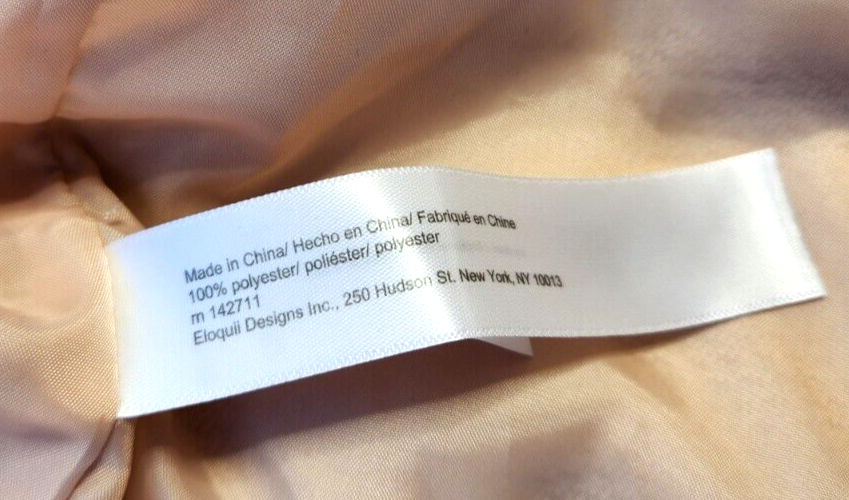 Made in China/ Hecho en China/ Fabriqué en Chine
100% polyester/ poliéster/ polyester
rn 142711
Eloquii Designs Inc., 250 Hudson St. New York, NY 10013